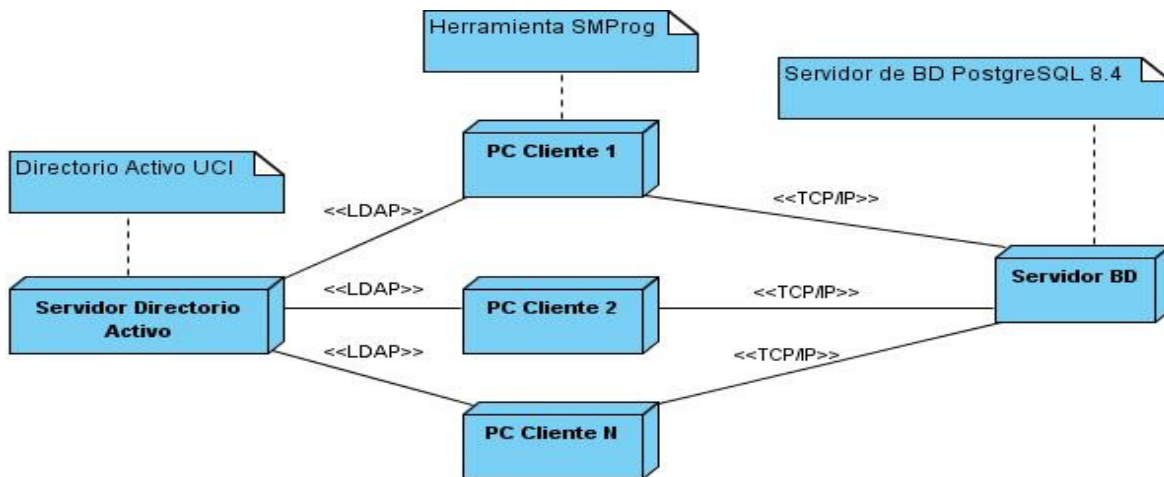 Herramienta SMProg
Servidor de BD PostgreSQL 8.4
PC Cliente 1
Directorio Activo UCI
<<LDAP>>
<<TCP/IP>>
Servidor BD
<<LDAP>>
<<TCP/IP>>
Servidor Directorio
Activo
PC Cliente 2
<<LDAP>>
<<TCP/IP>>
PC Cliente N